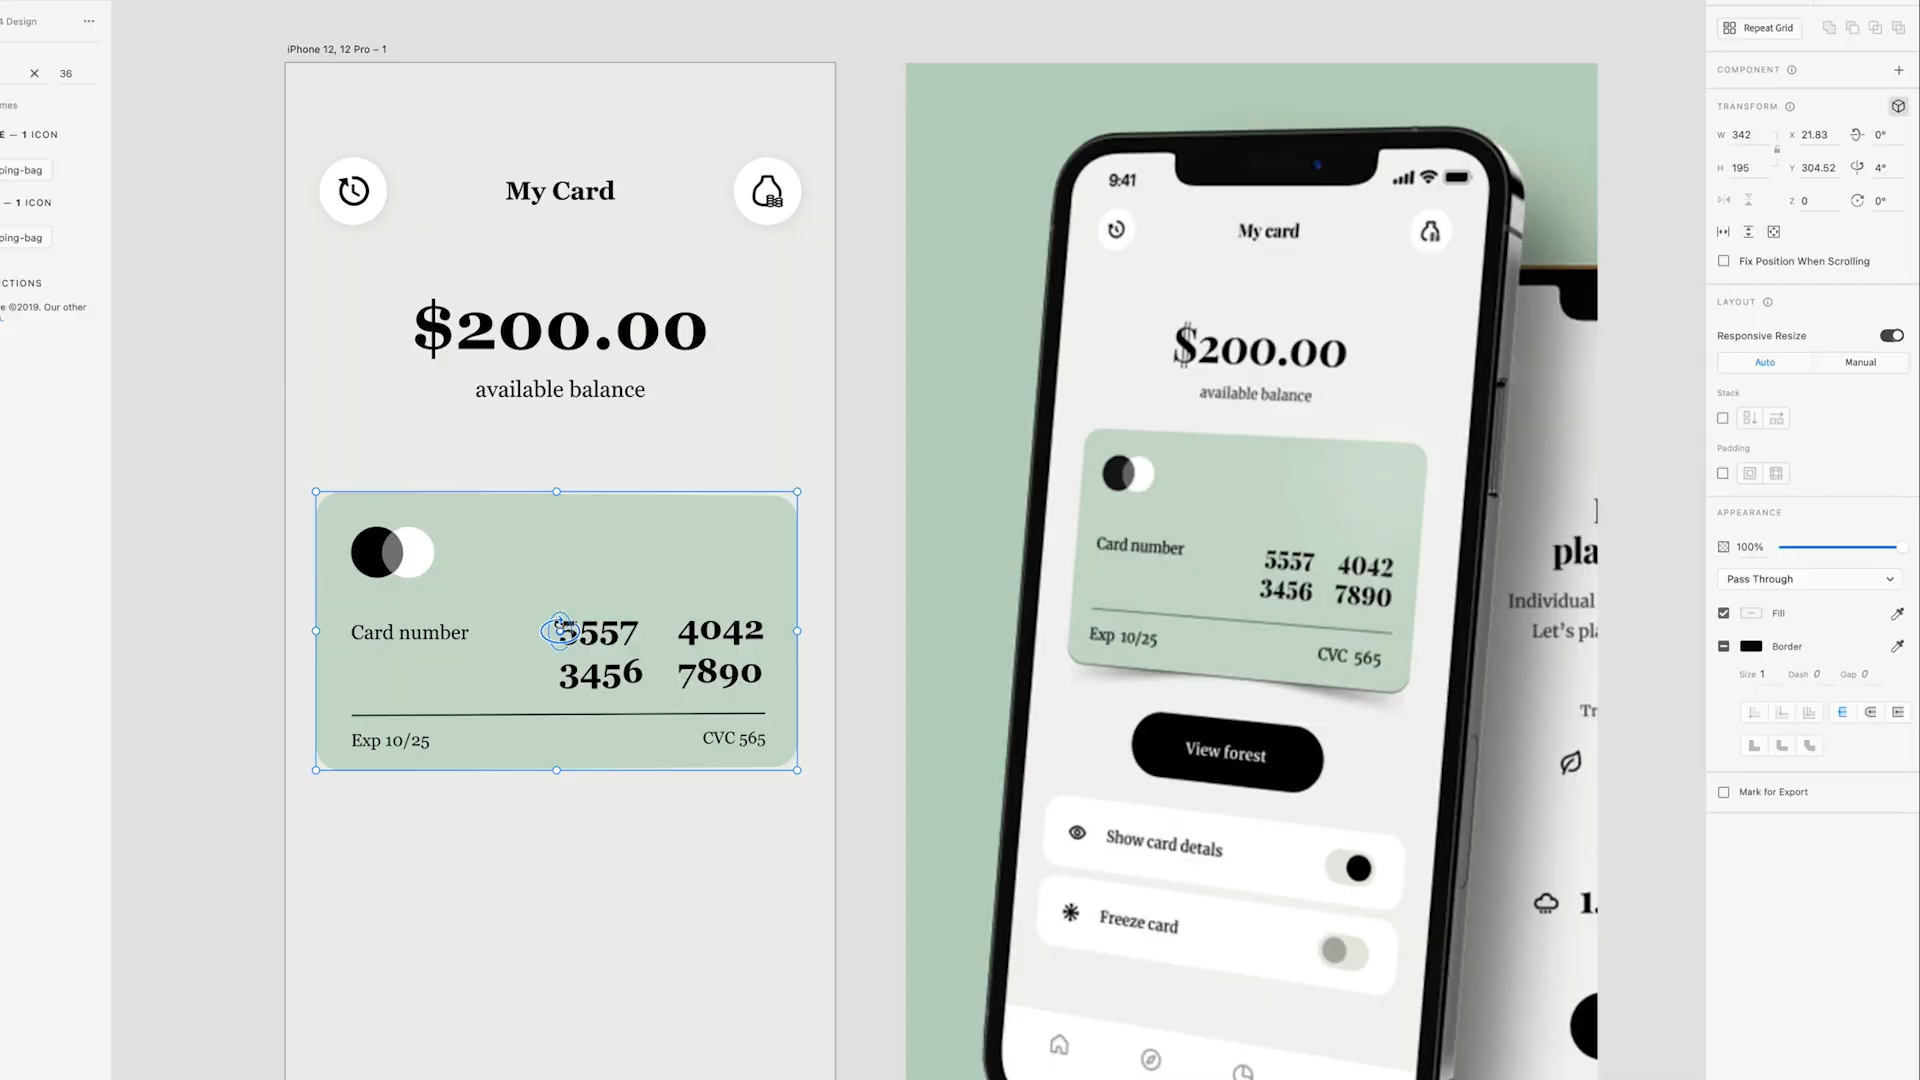 4 Design
...
36
mes
E — 1 ICON
ping-bag
— 1 ICON
ping-bag
CTIONS
e ©2019. Our other
s.
iPhone 12, 12 Pro – 1
My Card
$200.00
available balance
Card number
5557 4042
3456 7890
Exp 10/25
CVC 565
9:41
My card
$200.00
available balance
Card number
5557 4042
3456 7890
Exp 10/25
CVC 565
View forest
Show card detals
Freeze card
pla
Individual
Let's pla
Tr
1.
Repeat Grid
COMPONENT
TRANSFORM
W 342 X 21.83 0°
H 195 Y 304.52 4°
Z 0 0°
Fix Position When Scrolling
LAYOUT
Responsive Resize
Auto Manual
Stack
Padding
APPEARANCE
100%
Pass Through
Fill
Border
Size 1 Dash 0 Gap 0
Mark for Export